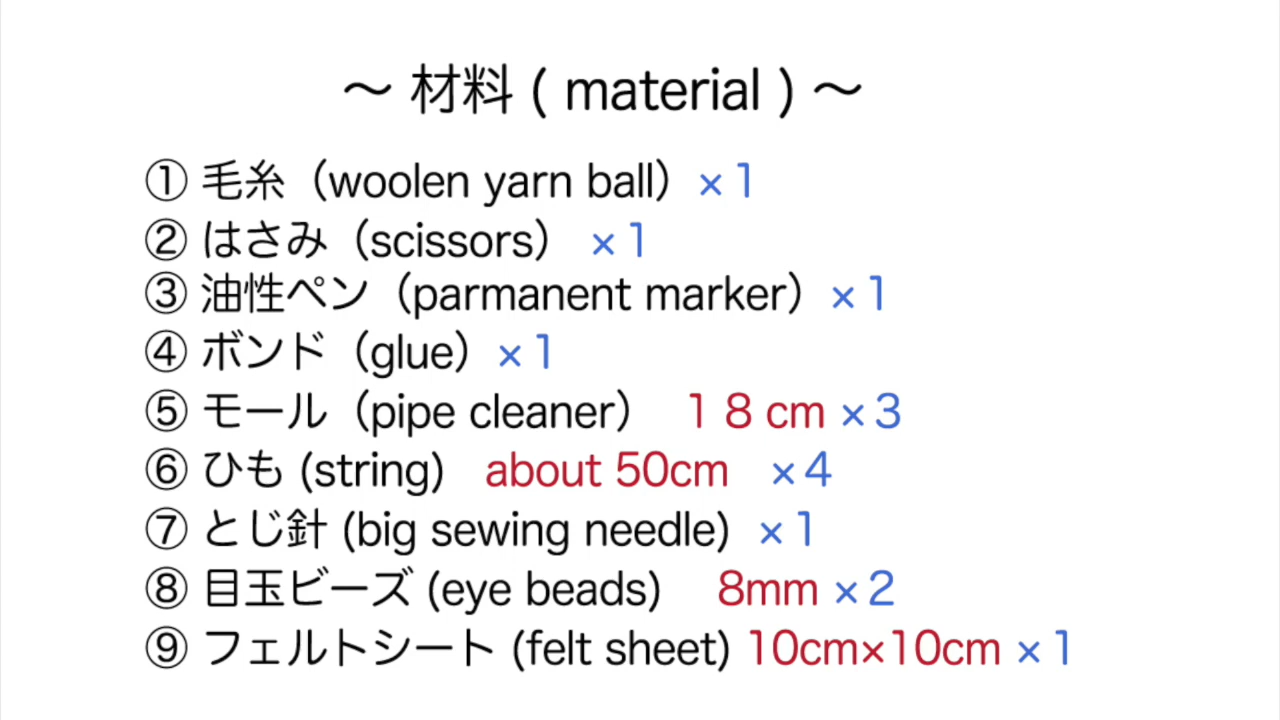 ～ 材料 ( material ) ～
① 毛糸（woolen yarn ball）×1
② はさみ（scissors） ×1
③ 油性ペン（parmanent marker）×1
④ ボンド（glue）×1
⑤ モール（pipe cleaner） １８cm ×3
⑥ ひも (string) about 50cm ×4
⑦ とじ針 (big sewing needle) ×1
⑧ 目玉ビーズ (eye beads) 8mm ×2
⑨ フェルトシート (felt sheet) 10cm×10cm ×1